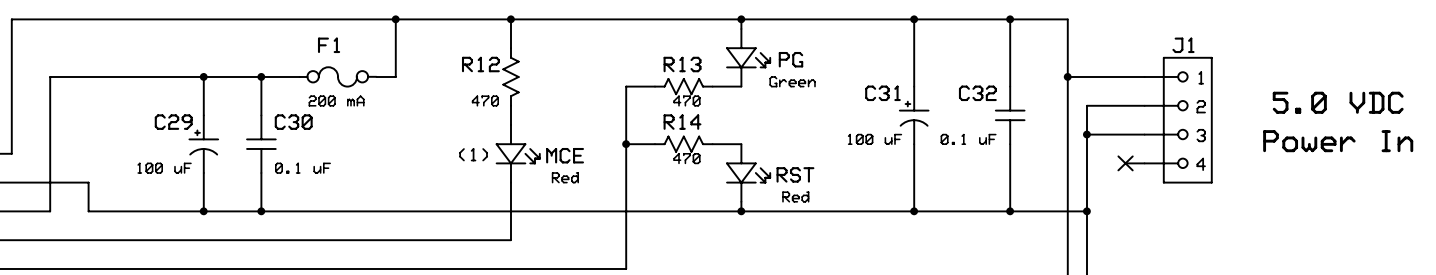 F1
200 mA
C29
+
100 uF
C30
0.1 uF
R12
470
(1)
MCE
Red
R13
470
R14
470
PG
Green
RST
Red
C31
+
100 uF
C32
0.1 uF
J1
1
2
3
4
5.0 VDC
Power In